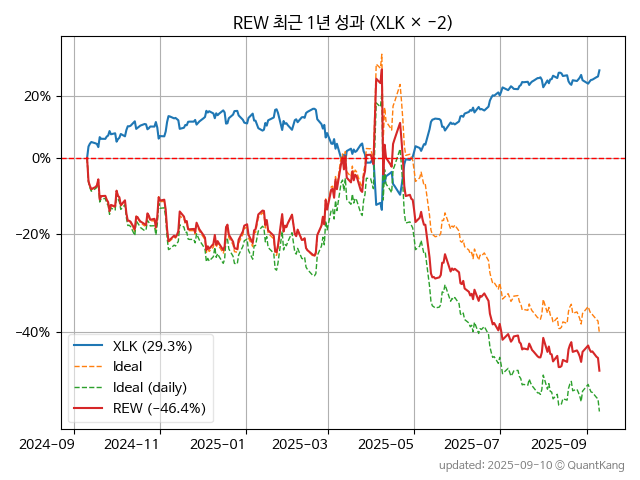 REW 최근 1년 성과 (XLK × −2)
20%
0%
−20%
−40%
XLK (29.3%)
Ideal
Ideal (daily)
REW (−46.4%)
2024−09
2024−11
2025−01
2025−03
2025−05
2025−07
2025−09
updated: 2025−09−10 © QuantKang